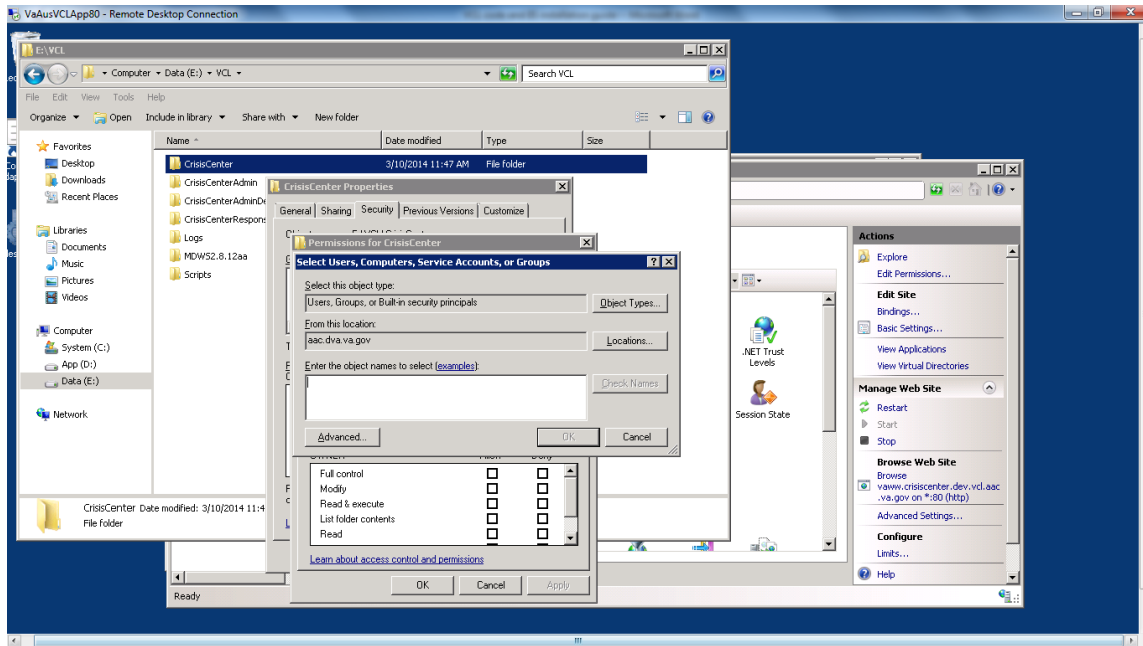 VaAusVCLApp80 - Remote Desktop Connection
E:\VCL
Computer Data (E:) VCL
Search VCL
File Edit View Tools Help
Organize Open Include in library Share with New folder
Favorites
Desktop
Downloads
Recent Places
Libraries
Documents
Music
Pictures
Videos
Computer
System (C:)
App (D:)
Data (E:)
Network
Name Date modified Type Size
CrisisCenter 3/10/2014 11:47 AM File folder
CrisisCenterAdmin
CrisisCenterAdminDe
CrisisCenterRespons
Logs
MDWS2.8.12aa
Scripts
CrisisCenter Date modified: 3/10/2014 11:4
File folder
CrisisCenter Properties
General Sharing Security Previous Versions Customize
Permissions for CrisisCenter
Select Users, Computers, Service Accounts, or Groups
Select this object type:
Users, Groups, or Built-in security principals
Object Types...
From this location:
aac.dva.va.gov
Locations...
Enter the object names to select (examples):
Check Names
Advanced...
OK
Cancel
Full control
Modify
Read & execute
List folder contents
Read
Learn about access control and permissions
OK Cancel Apply
.NET Trust
Levels
Session State
Actions
Explore
Edit Permissions...
Edit Site
Bindings...
Basic Settings...
View Applications
View Virtual Directories
Manage Web Site
Restart
Start
Stop
Browse Web Site
Browse
vaww.crisiscenter.dev.vcl.aac
.va.gov on *:80 (http)
Advanced Settings...
Configure
Limits...
Help
Ready